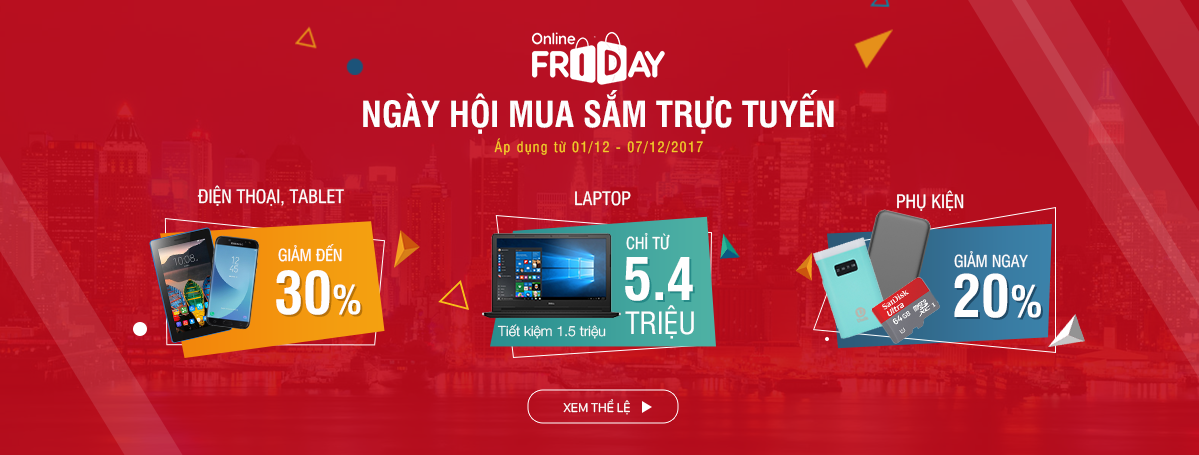 Online
FRIDAY
NGÀY HỘI MUA SẮM TRỰC TUYẾN
Áp dụng từ 01/12 - 07/12/2017
ĐIỆN THOẠI, TABLET
GIẢM ĐẾN
30%
LAPTOP
CHỈ TỪ
5.4
TRIỆU
Tiết kiệm 1.5 triệu
PHỤ KIỆN
GIẢM NGAY
20%
SanDisk
Ultra
64GB
XEM THỂ LỆ